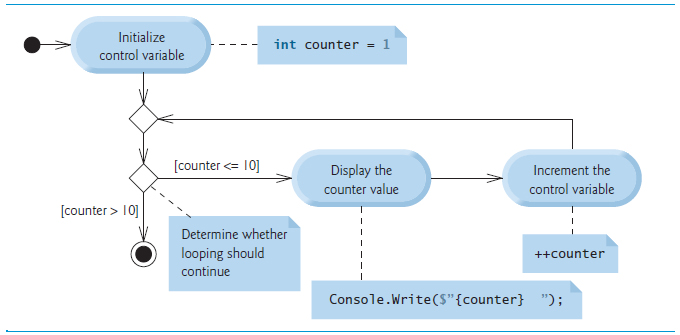 Initialize
control variable
int counter = 1
[counter <= 10]
Display the
counter value
Increment the
control variable
[counter > 10]
Determine whether
looping should
continue
++counter
Console.Write($"{counter}  ");